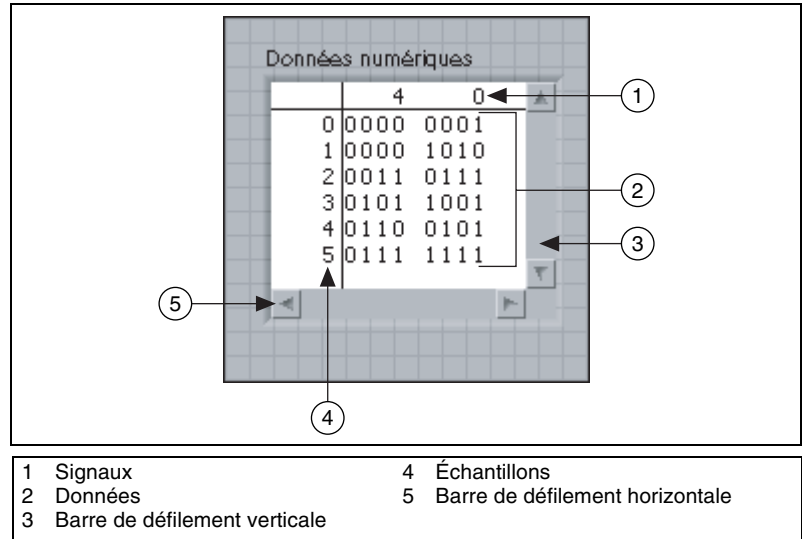 Données numériques
4 0
0 0000 0001
1 0000 1010
2 0011 0111
3 0101 1001
4 0110 0101
5 0111 1111
1
2
3
5
4
1 Signaux
2 Données
3 Barre de défilement verticale
4 Échantillons
5 Barre de défilement horizontale